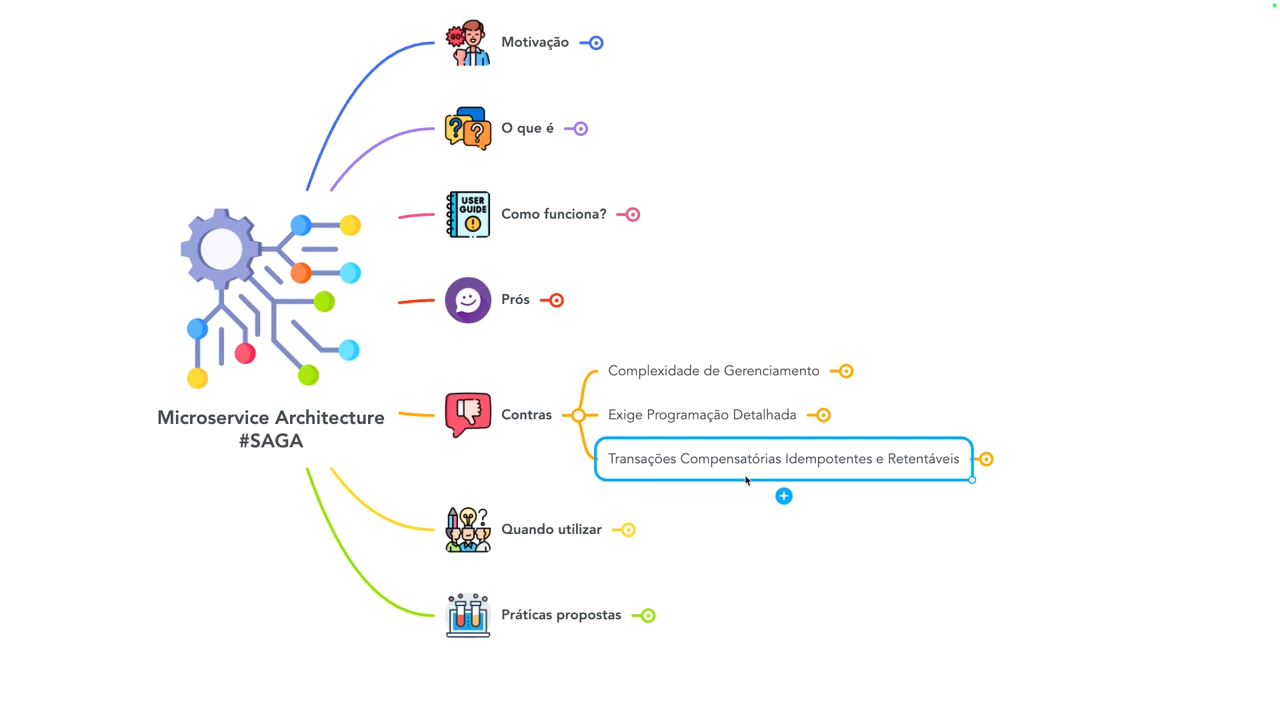 Motivação
O que é
USER
GUIDE
Como funciona?
Prós
Microservice Architecture
#SAGA
Contras
Complexidade de Gerenciamento
Exige Programação Detalhada
Transações Compensatórias Idempotentes e Retentáveis
Quando utilizar
Práticas propostas
GO!